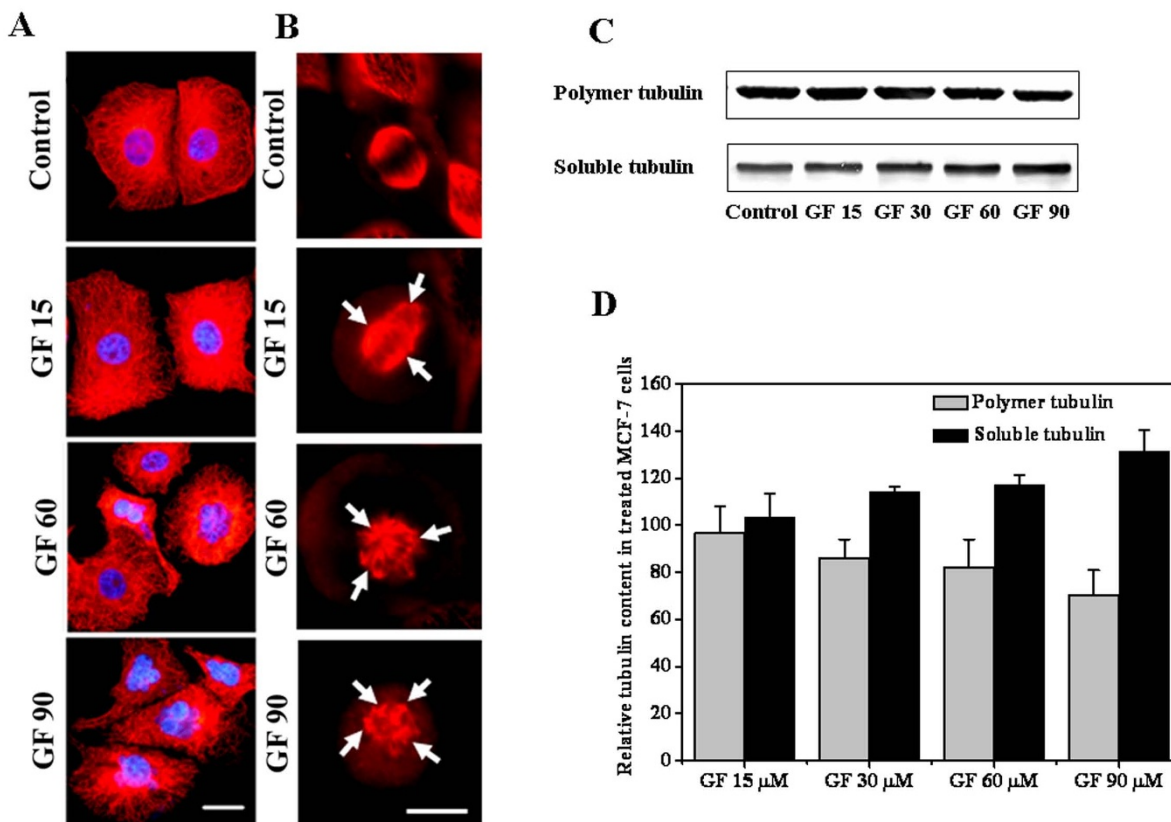 A
Control
GF 15
GF 60
GF 90
B
Control
GF 15
GF 60
GF 90
C
Polymer tubulin
Soluble tubulin
Control GF 15 GF 30 GF 60 GF 90
D
Relative tubulin content in treated MCF-7 cells
160
140
120
100
80
60
40
20
0
Polymer tubulin
Soluble tubulin
GF 15 μM GF 30 μM GF 60 μM GF 90 μM